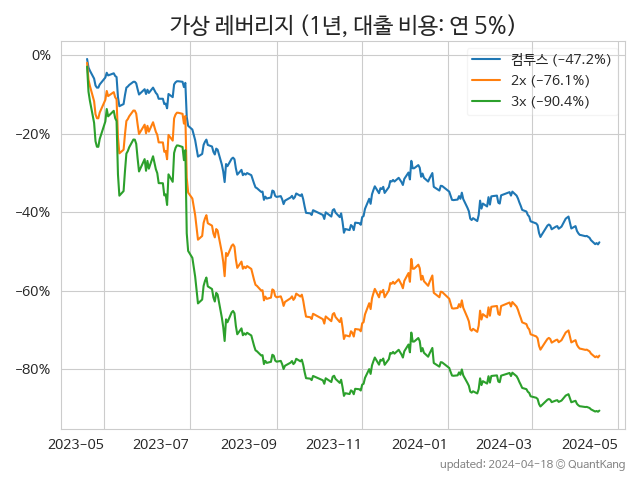 가상 레버리지 (1년, 대출 비용: 연 5%)
컴투스 (−47.2%)
2x (−76.1%)
3x (−90.4%)
0%
−20%
−40%
−60%
−80%
2023−05 2023−07 2023−09 2023−11 2024−01 2024−03 2024−05
updated: 2024−04−18 © QuantKang